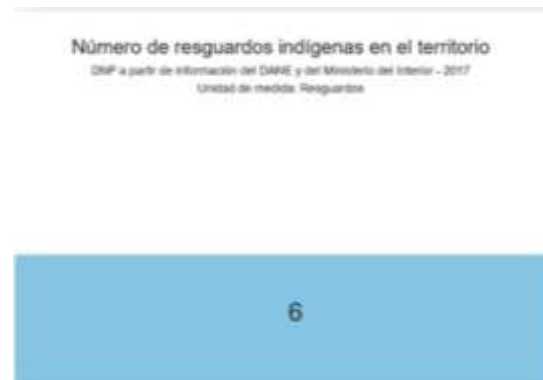 Número de resguardos indígenas en el territorio
DNP a partir de información del DANE y del Ministerio del Interior - 2017
Unidad de medida: Resguardos
6